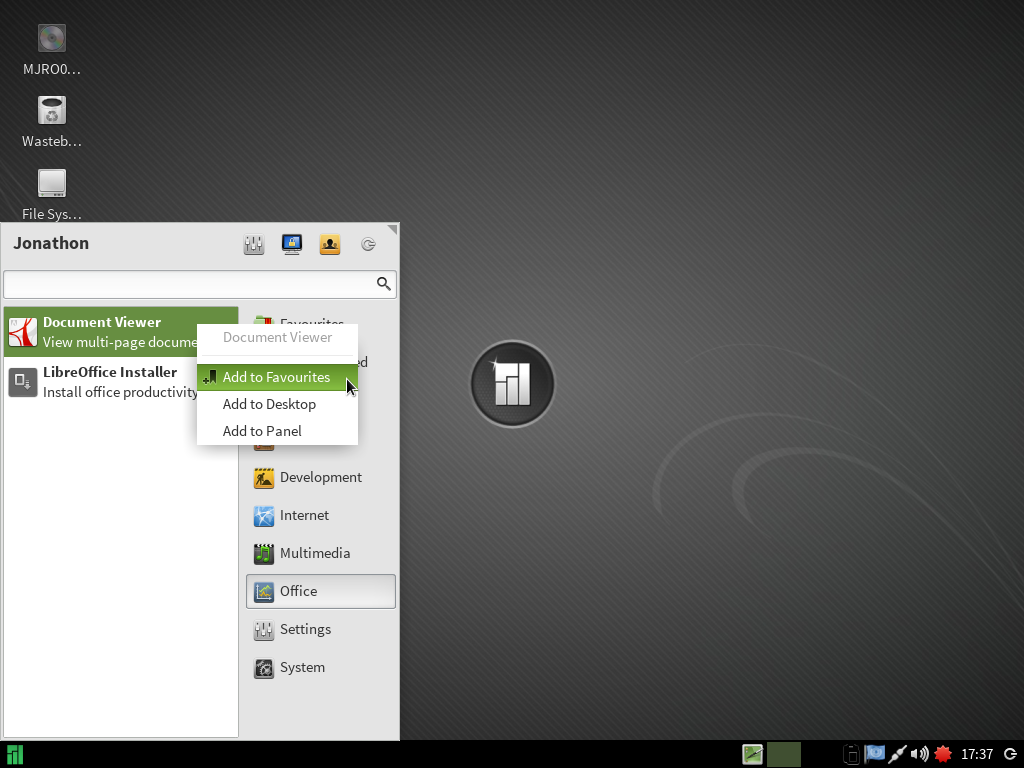 MJRO0…
Wasteb…
File Sys…
Jonathon
Document Viewer
View multi-page docume
LibreOffice Installer
Install office productivity
Document Viewer
Add to Favourites
Add to Desktop
Add to Panel
Favourites
ed
Development
Internet
Multimedia
Office
Settings
System
17:37